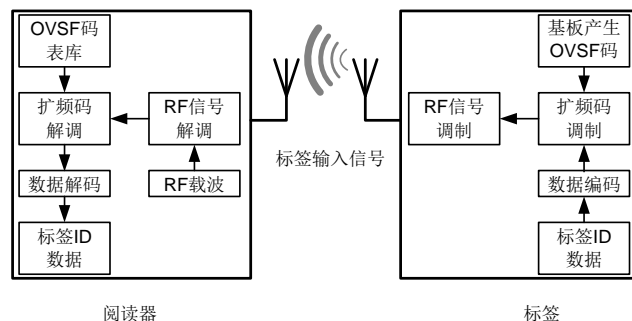 OVSF码
表库
扩频码
解调
RF信号
解调
数据解码
RF载波
标签ID
数据
阅读器
标签输入信号
基板产生
OVSF码
RF信号
调制
扩频码
调制
数据编码
标签ID
数据
标签